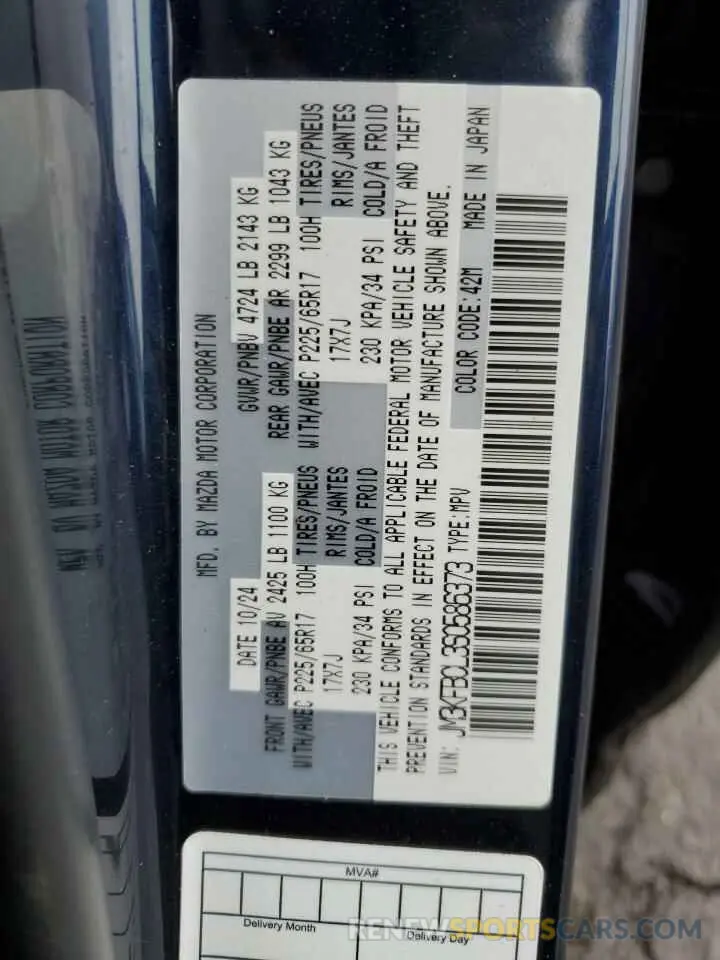 MFD. BY MAZDA MOTOR CORPORATION
DATE 10/24 GVWR/PNBV 4724 LB 2143 KG
FRONT GAWR/PNBE AV 2425 LB 1100 KG REAR GAWR/PNBE AR 2299 LB 1043 KG
WITH/AVEC P225/65R17 100H TIRES/PNEUS WITH/AVEC P225/65R17 100H TIRES/PNEUS
17X7J RIMS/JANTES 17X7J RIMS/JANTES
230 KPA/34 PSI COLD/A FROID 230 KPA/34 PSI COLD/A FROID
THIS VEHICLE CONFORMS TO ALL APPLICABLE FEDERAL MOTOR VEHICLE SAFETY AND THEFT
PREVENTION STANDARDS IN EFFECT ON THE DATE OF MANUFACTURE SHOWN ABOVE.
VIN: JM3KFBCL3S0586373 TYPE:MPV COLOR CODE:42M MADE IN JAPAN
MVA#
Delivery Month Delivery Day
RENEWSPORTSCARS.COM